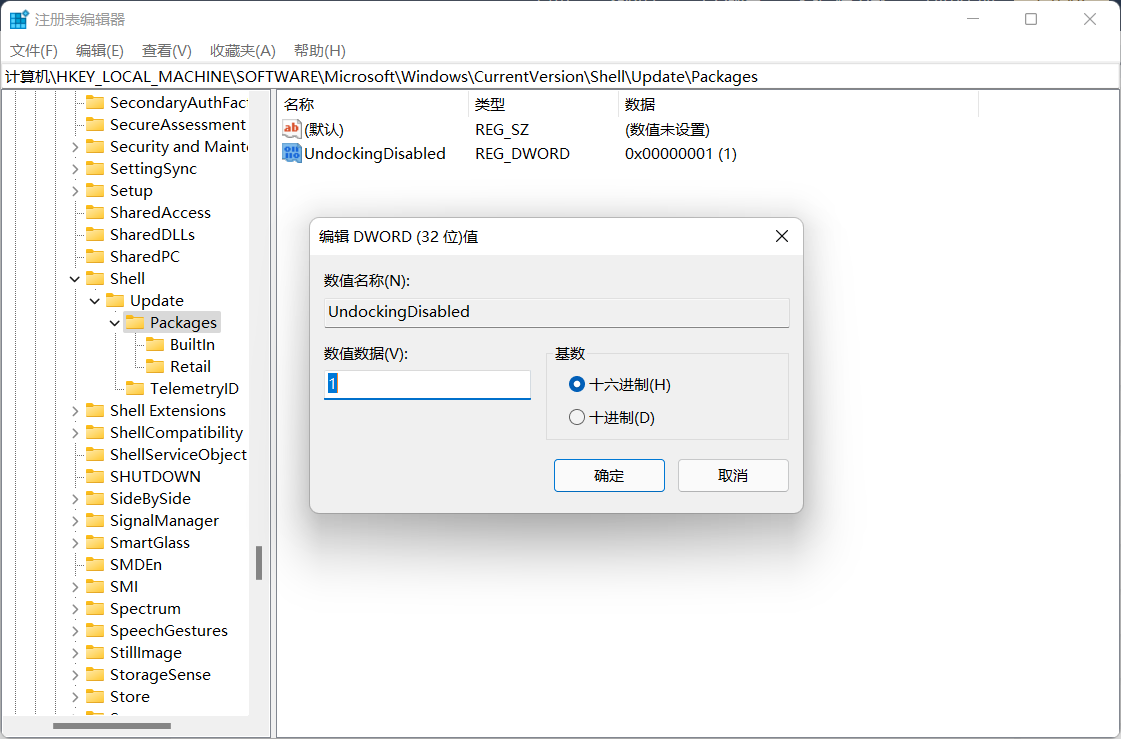 注册表编辑器
文件(F) 编辑(E) 查看(V) 收藏夹(A) 帮助(H)
计算机\HKEY_LOCAL_MACHINE\SOFTWARE\Microsoft\Windows\CurrentVersion\Shell\Update\Packages
SecondaryAuthFac
SecureAssessment
Security and Maint
SettingSync
Setup
SharedAccess
SharedDLLs
SharedPC
Shell
Update
Packages
BuiltIn
Retail
TelemetryID
Shell Extensions
ShellCompatibility
ShellServiceObject
SHUTDOWN
SideBySide
SignalManager
SmartGlass
SMDEn
SMI
Spectrum
SpeechGestures
StillImage
StorageSense
Store
名称 类型 数据
(默认) REG_SZ (数值未设置)
UndockingDisabled REG_DWORD 0x00000001 (1)
编辑 DWORD (32 位)值
数值名称(N):
UndockingDisabled
数值数据(V):
1
基数
十六进制(H)
十进制(D)
确定 取消